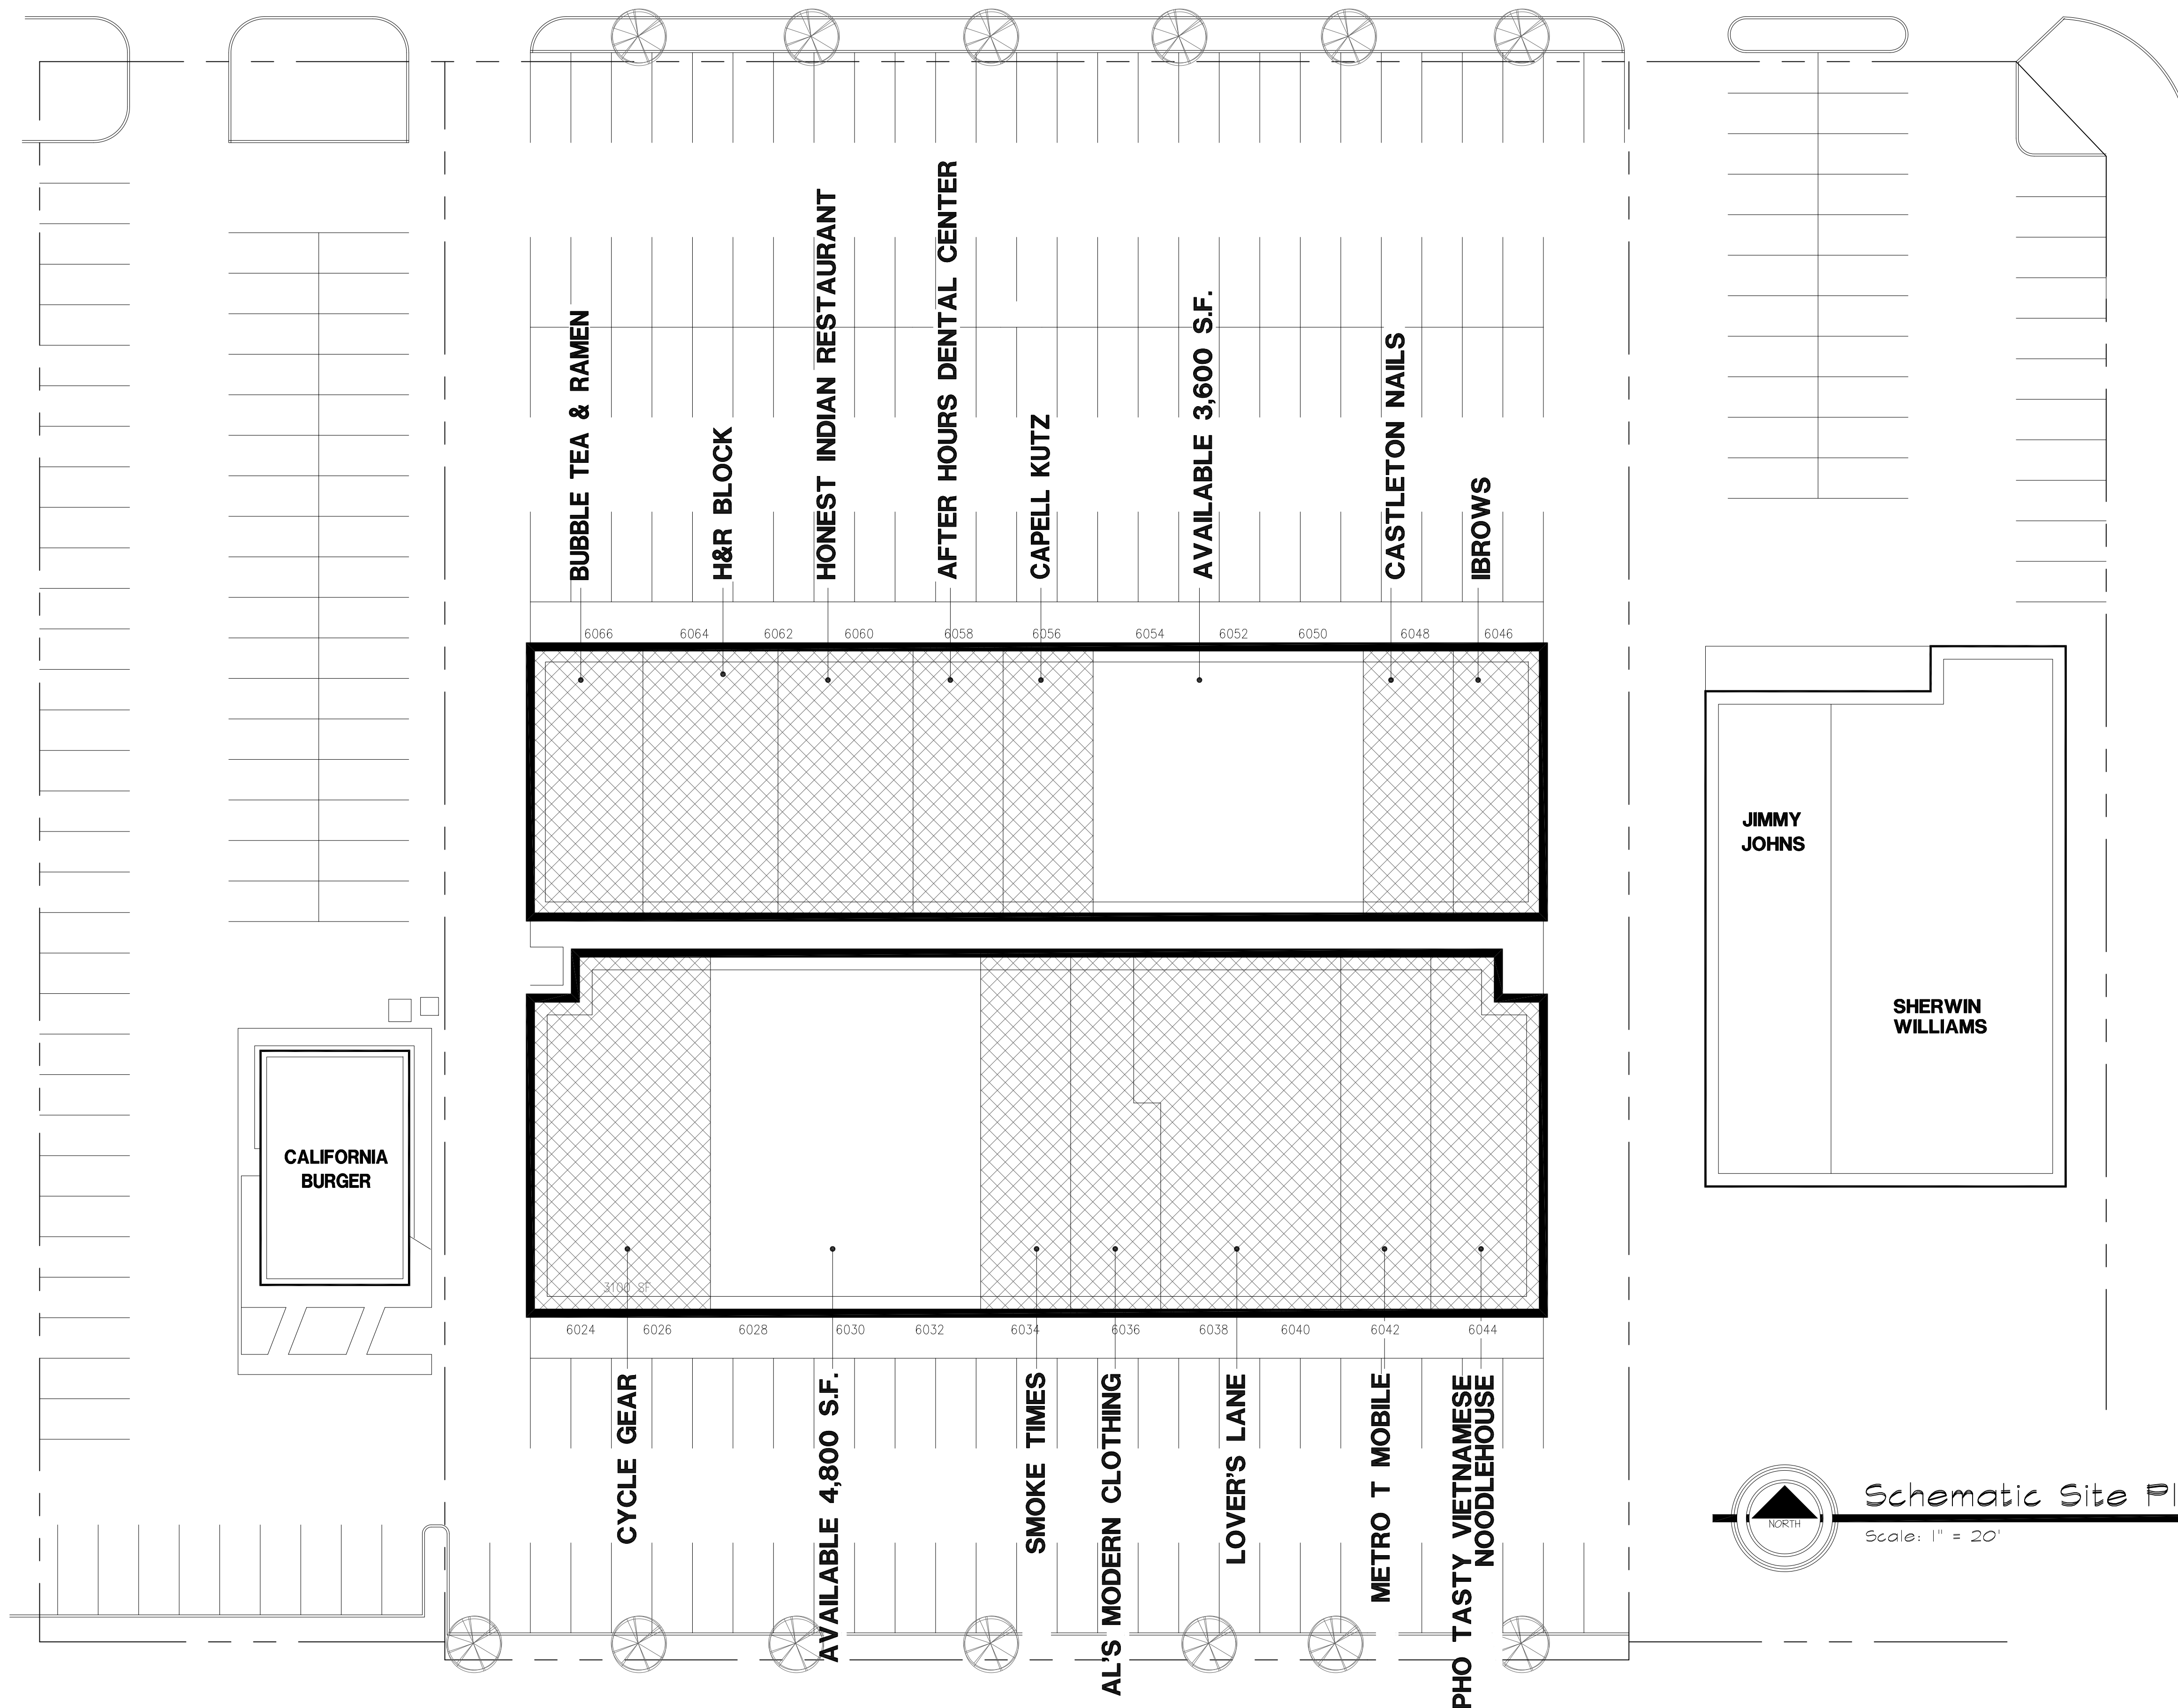 BUBBLE TEA & RAMEN
H&R BLOCK
HONEST INDIAN RESTAURANT
AFTER HOURS DENTAL CENTER
CAPELL KUTZ
AVAILABLE 3,600 S.F.
CASTLETON NAILS
IBROWS
6066
6064
6062
6060
6058
6056
6054
6052
6050
6048
6046
JIMMY
JOHNS
SHERWIN
WILLIAMS
CALIFORNIA
BURGER
3100 SF
6024
6026
6028
6030
6032
6034
6036
6038
6040
6042
6044
CYCLE GEAR
AVAILABLE 4,800 S.F.
SMOKE TIMES
AL'S MODERN CLOTHING
LOVER'S LANE
METRO T MOBILE
PHO TASTY VIETNAMESE
NOODLEHOUSE
NORTH
Schematic Site Pl
Scale: 1" = 20'